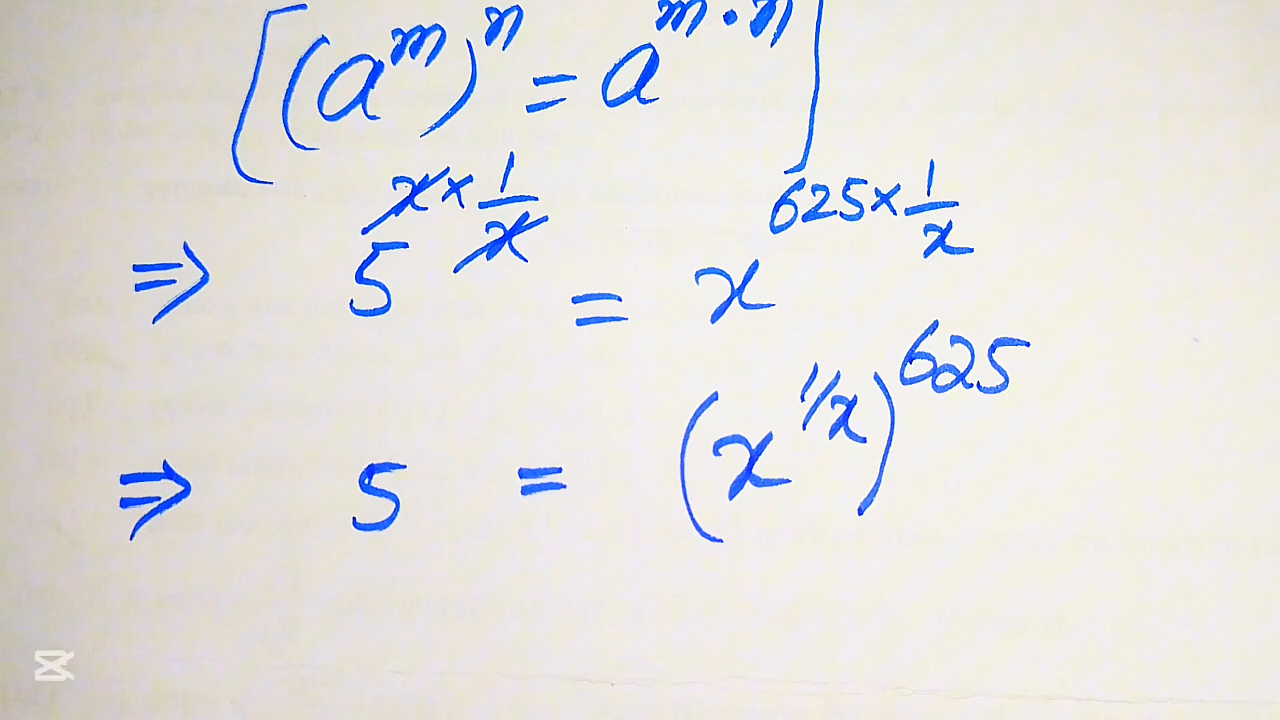 [(a^m)^n = a^{m·n}]
⇒ 5^{x × 1/x} = x^{625 × 1/x}
⇒ 5 = (x^{1/x})^{625}